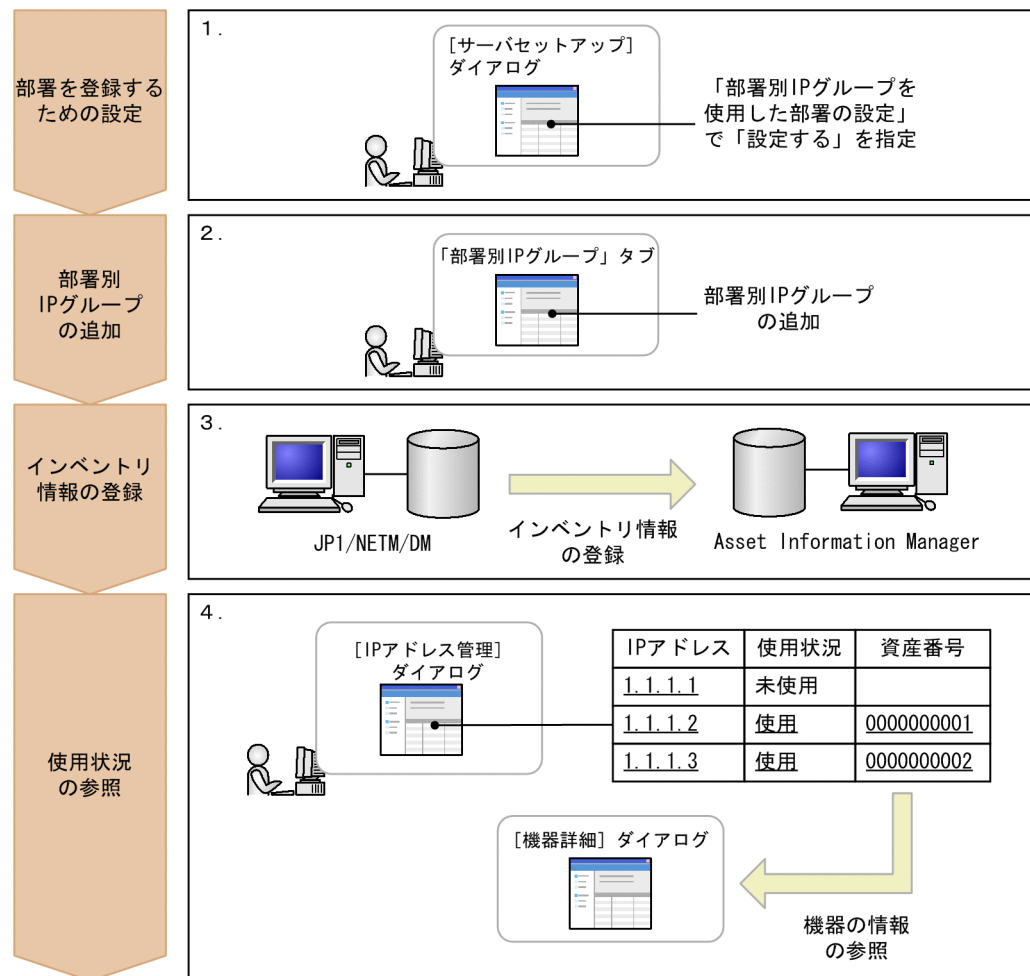 部署を登録する
ための設定
1.
[サーバセットアップ]
ダイアログ
「部署別IPグループを
使用した部署の設定」
で「設定する」を指定
部署別
IPグループ
の追加
2.
「部署別IPグループ」タブ
部署別IPグループ
の追加
インベントリ
情報の登録
3.
JP1/NETM/DM
インベントリ情報
の登録
Asset Information Manager
使用状況
の参照
4.
[IPアドレス管理]
ダイアログ
IPアドレス 使用状況 資産番号
1.1.1.1 未使用
1.1.1.2 使用 0000000001
1.1.1.3 使用 0000000002
[機器詳細] ダイアログ
機器の情報
の参照